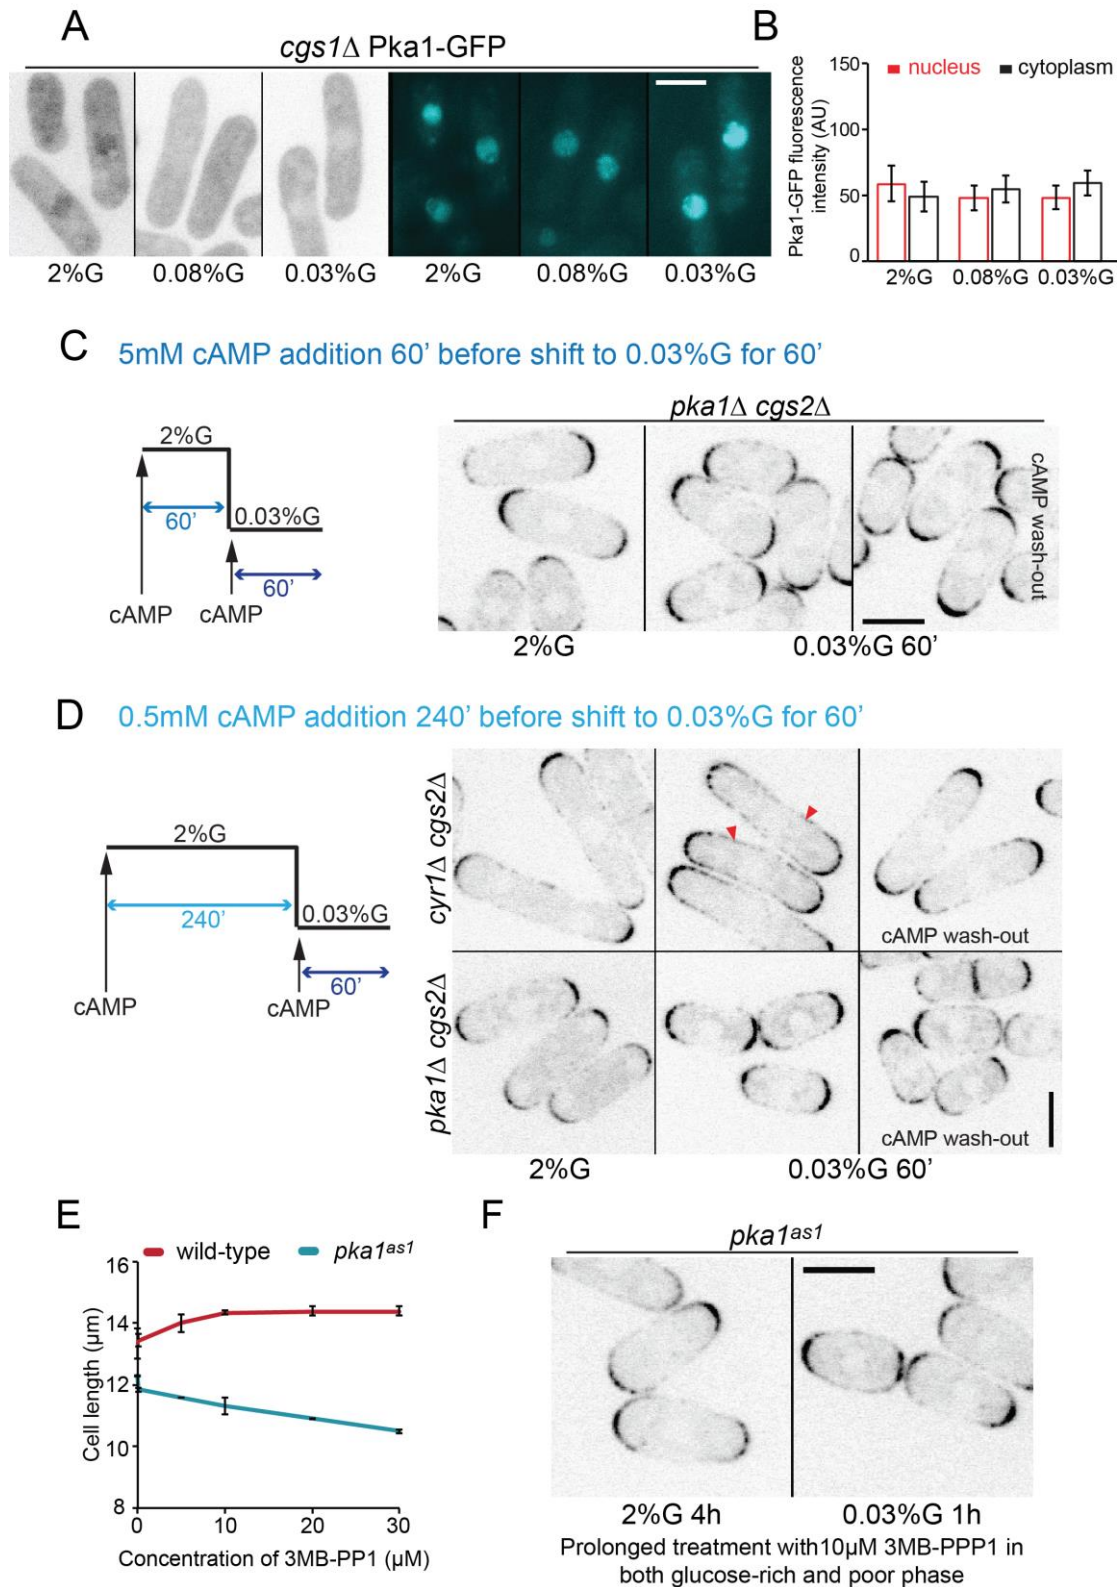 A
cgs1Δ Pka1-GFP
2%G 0.08%G 0.03%G 2%G 0.08%G 0.03%G
B
Pka1-GFP fluorescence
intensity (AU)
150
100
50
0
nucleus cytoplasm
2%G 0.08%G 0.03%G
C 5mM cAMP addition 60' before shift to 0.03%G for 60'
2%G
60'
0.03%G
60'
cAMP cAMP
pka1Δ cgs2Δ
cAMP wash-out
2%G 0.03%G 60'
D 0.5mM cAMP addition 240' before shift to 0.03%G for 60'
2%G
240'
0.03%G
60'
cAMP cAMP
cyr1Δ cgs2Δ
cAMP wash-out
pka1Δ cgs2Δ
cAMP wash-out
2%G 0.03%G 60'
E
wild-type pka1as1
Cell length (µm)
16
14
12
10
8
0 10 20 30
Concentration of 3MB-PP1 (µM)
F
pka1as1
2%G 4h 0.03%G 1h
Prolonged treatment with10µM 3MB-PPP1 in
both glucose-rich and poor phase